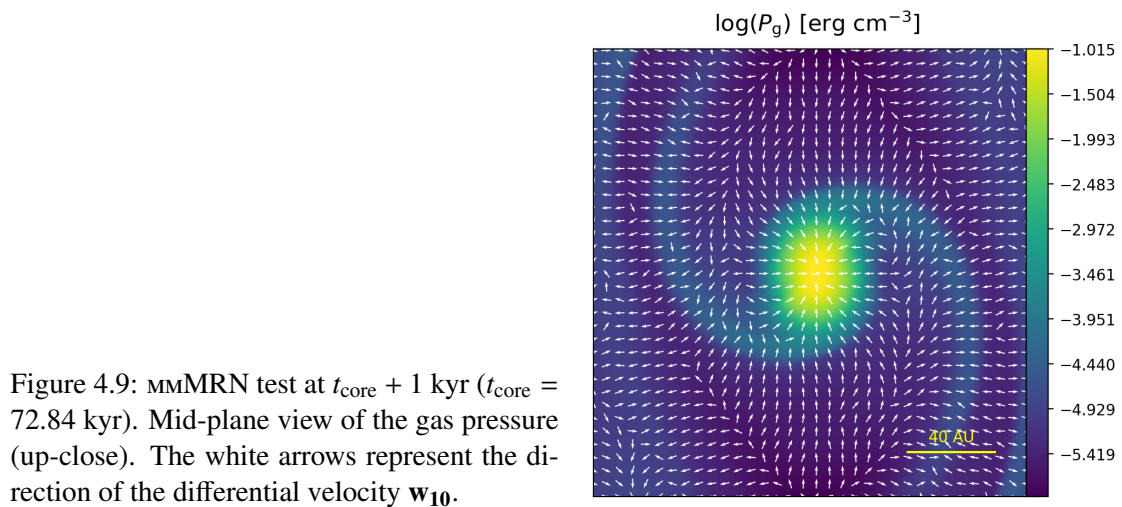 log(P_g) [erg cm⁻³]
−1.015
−1.504
−1.993
−2.483
−2.972
−3.461
−3.951
−4.440
−4.929
−5.419
40 AU
Figure 4.9: ᴍᴍMRN test at t_core + 1 kyr (t_core =
72.84 kyr). Mid-plane view of the gas pressure
(up-close). The white arrows represent the di-
rection of the differential velocity w₁₀.